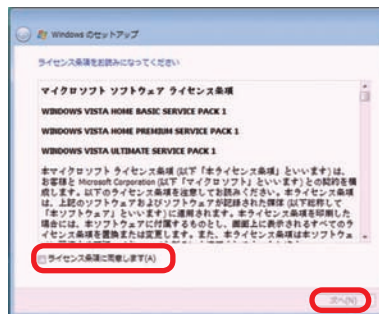 Windows のセットアップ
ライセンス条項をお読みになってください
マイクロソフト ソフトウェア ライセンス条項
WINDOWS VISTA HOME BASIC SERVICE PACK 1
WINDOWS VISTA HOME PREMIUM SERVICE PACK 1
WINDOWS VISTA ULTIMATE SERVICE PACK 1
本マイクロソフト ライセンス条項 (以下「本ライセンス条項」といいます) は、
お客様と Microsoft Corporation (以下「マイクロソフト」といいます) との契約を構
成します。以下のライセンス条項を注意してお読みください。本ライセンス条項
は、上記のソフトウェアおよびソフトウェアが記録された媒体 (以下総称して
「本ソフトウェア」といいます) に適用されます。本ライセンス条項を印刷した
場合には、本ソフトウェアに付属するものとし、画面上に表示されるすべてのラ
イセンス条項を置換または変更します。また、本ライセンス条項は本ソフトウェ
ライセンス条項に同意します(A)
次へ(N)